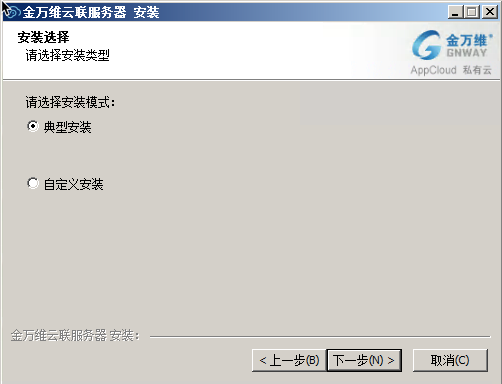 金万维云联服务器 安装
安装选择
请选择安装类型
金万维®
GNWAY
AppCloud 私有云
请选择安装模式：
典型安装
自定义安装
金万维云联服务器 安装：
< 上一步(B)
下一步(N) >
取消(C)